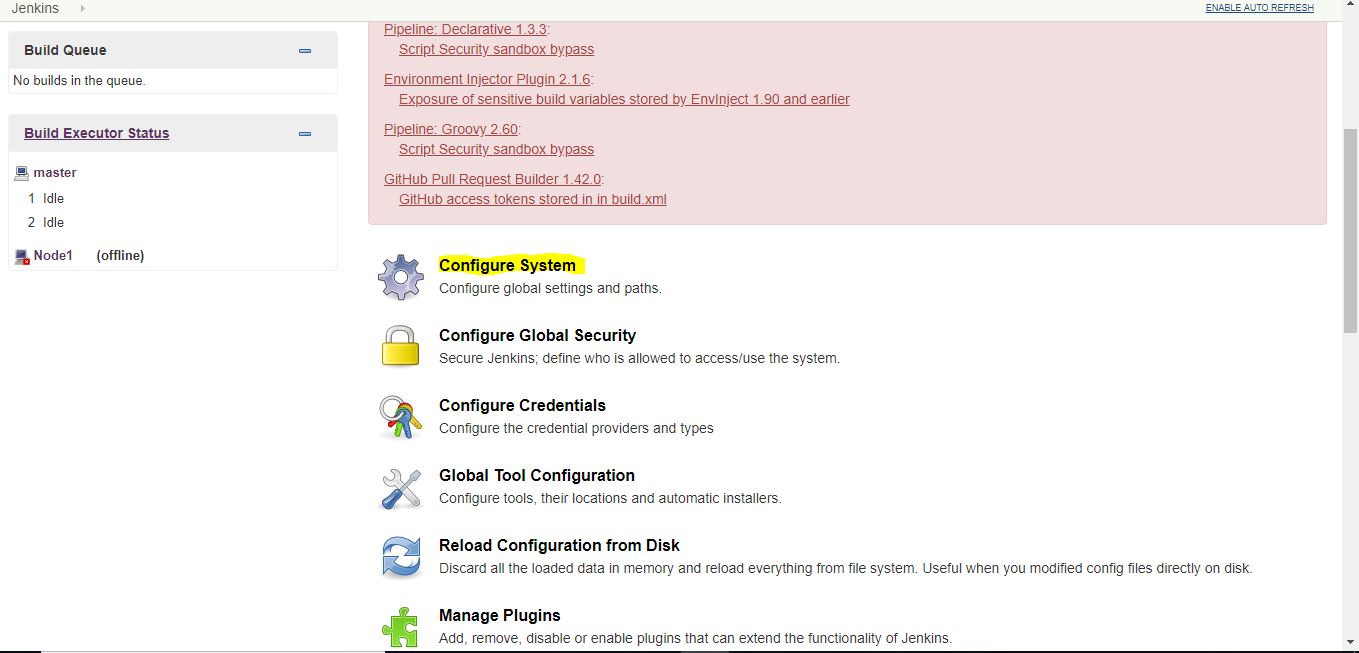 Jenkins
ENABLE AUTO REFRESH
Build Queue
No builds in the queue.
Build Executor Status
master
1 Idle
2 Idle
Node1 (offline)
Pipeline: Declarative 1.3.3:
Script Security sandbox bypass
Environment Injector Plugin 2.1.6:
Exposure of sensitive build variables stored by EnvInject 1.90 and earlier
Pipeline: Groovy 2.60:
Script Security sandbox bypass
GitHub Pull Request Builder 1.42.0:
GitHub access tokens stored in in build.xml
Configure System
Configure global settings and paths.
Configure Global Security
Secure Jenkins; define who is allowed to access/use the system.
Configure Credentials
Configure the credential providers and types
Global Tool Configuration
Configure tools, their locations and automatic installers.
Reload Configuration from Disk
Discard all the loaded data in memory and reload everything from file system. Useful when you modified config files directly on disk.
Manage Plugins
Add, remove, disable or enable plugins that can extend the functionality of Jenkins.